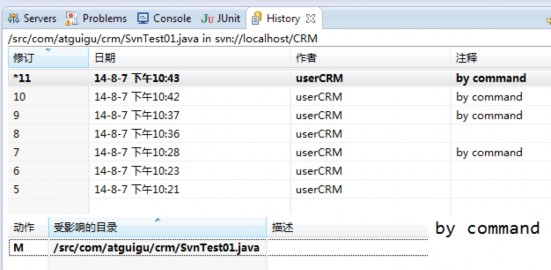 Servers Problems Console JUnit History
/src/com/atguigu/crm/SvnTest01.java in svn://localhost/CRM
修订 日期 作者 注释
*11 14-8-7 下午10:43 userCRM by command
10 14-8-7 下午10:42 userCRM by command
9 14-8-7 下午10:37 userCRM by command
8 14-8-7 下午10:36 userCRM
7 14-8-7 下午10:28 userCRM by command
6 14-8-7 下午10:23 userCRM
5 14-8-7 下午10:21 userCRM
动作 受影响的目录 描述 by command
M /src/com/atguigu/crm/SvnTest01.java